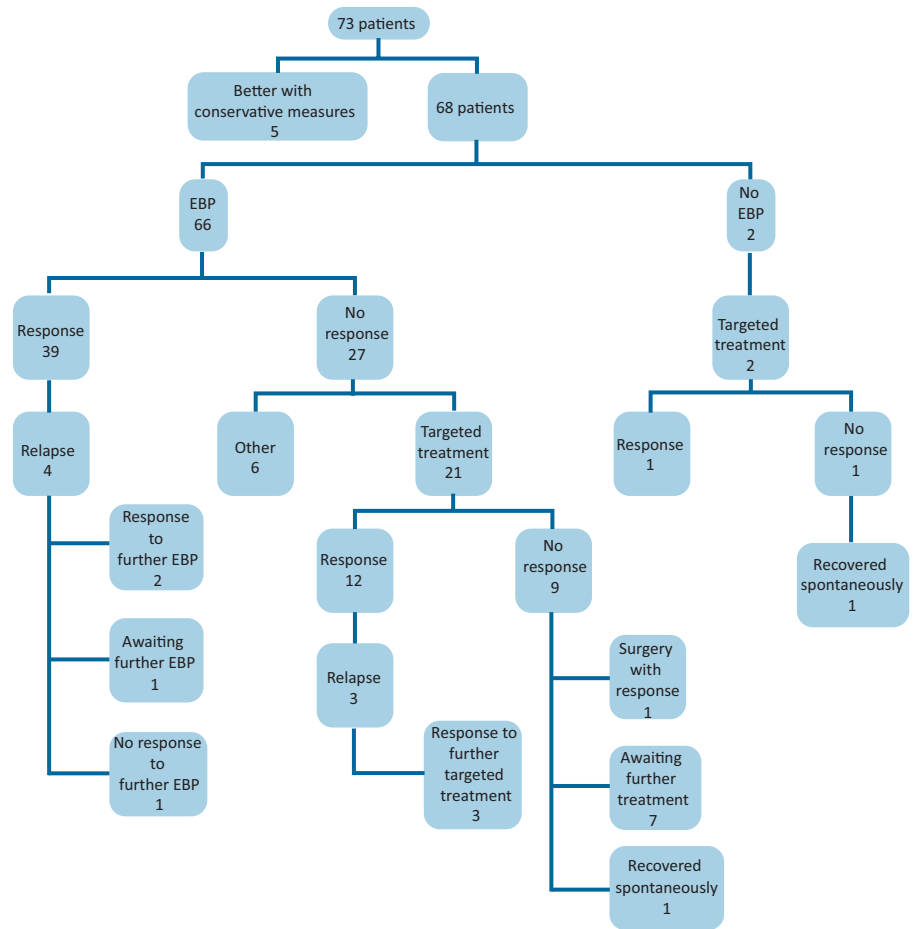 73 patients
Better with
conservative measures
5
68 patients
EBP
66
No
EBP
2
Response
39
No
response
27
Targeted
treatment
2
Relapse
4
Other
6
Targeted
treatment
21
Response
1
No
response
1
Response
to
further EBP
2
Response
12
No
response
9
Recovered
spontaneously
1
Awaiting
further EBP
1
Relapse
3
Surgery
with
response
1
No response
to
further EBP
1
Response to
further
targeted
treatment
3
Awaiting
further
treatment
7
Recovered
spontaneously
1